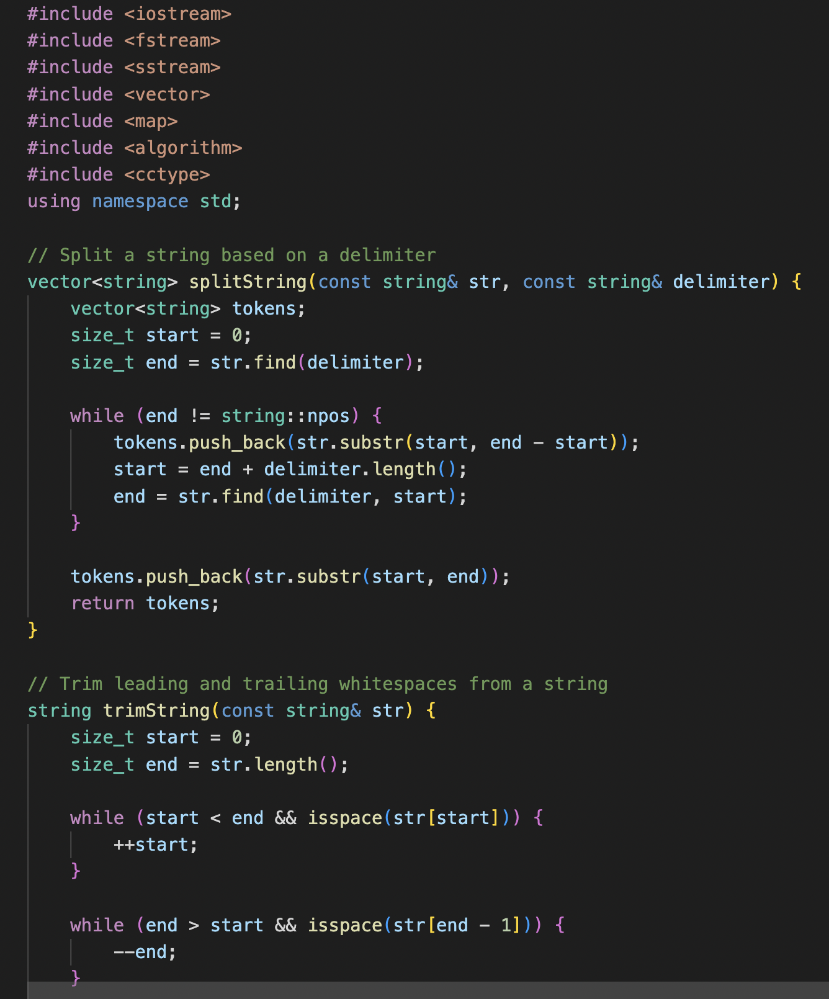 #include <iostream>
#include <fstream>
#include <sstream>
#include <vector>
#include <map>
#include <algorithm>
#include <cctype>
using namespace std;

// Split a string based on a delimiter
vector<string> splitString(const string& str, const string& delimiter) {
    vector<string> tokens;
    size_t start = 0;
    size_t end = str.find(delimiter);

    while (end != string::npos) {
        tokens.push_back(str.substr(start, end - start));
        start = end + delimiter.length();
        end = str.find(delimiter, start);
    }

    tokens.push_back(str.substr(start, end));
    return tokens;
}

// Trim leading and trailing whitespaces from a string
string trimString(const string& str) {
    size_t start = 0;
    size_t end = str.length();

    while (start < end && isspace(str[start])) {
        ++start;
    }

    while (end > start && isspace(str[end - 1])) {
        --end;
    }